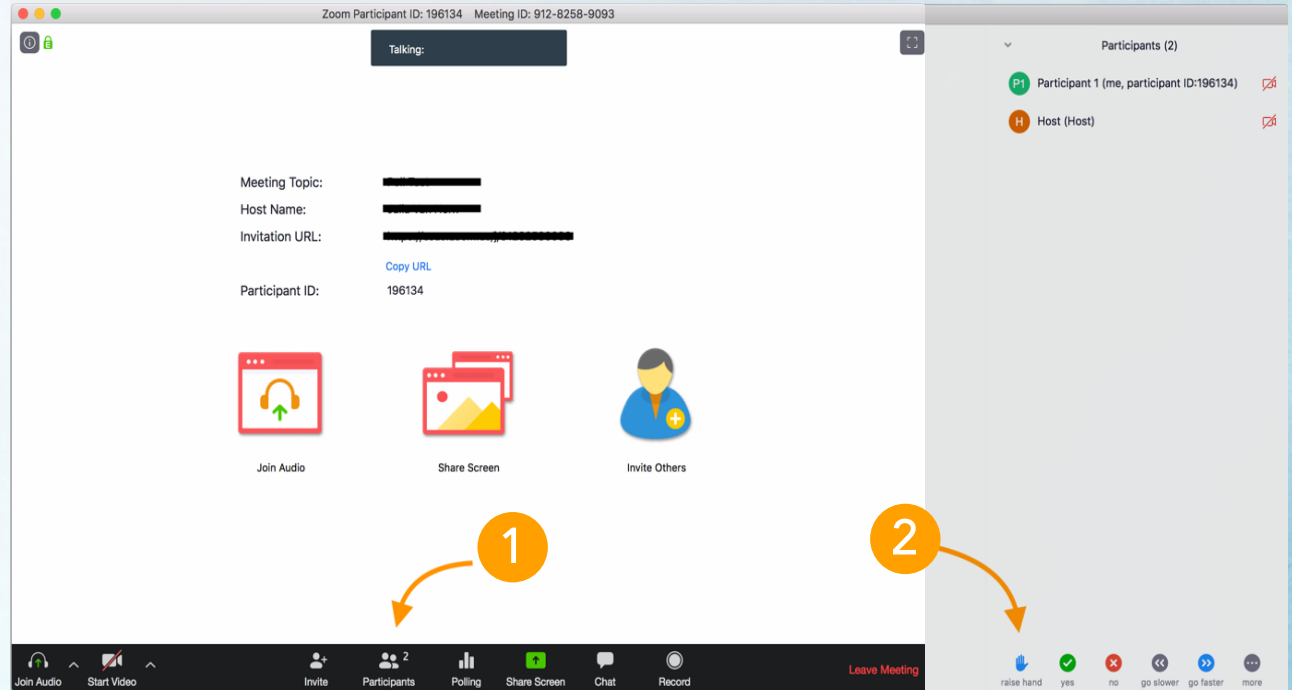 Zoom Participant ID: 196134 Meeting ID: 912-8258-9093
Talking:
Meeting Topic:
Host Name:
Invitation URL:
Copy URL
Participant ID: 196134
Join Audio Share Screen Invite Others
1
Join Audio Start Video Invite Participants 2 Polling Share Screen Chat Record Leave Meeting
Participants (2)
P1 Participant 1 (me, participant ID:196134)
H Host (Host)
2
raise hand yes no go slower go faster more